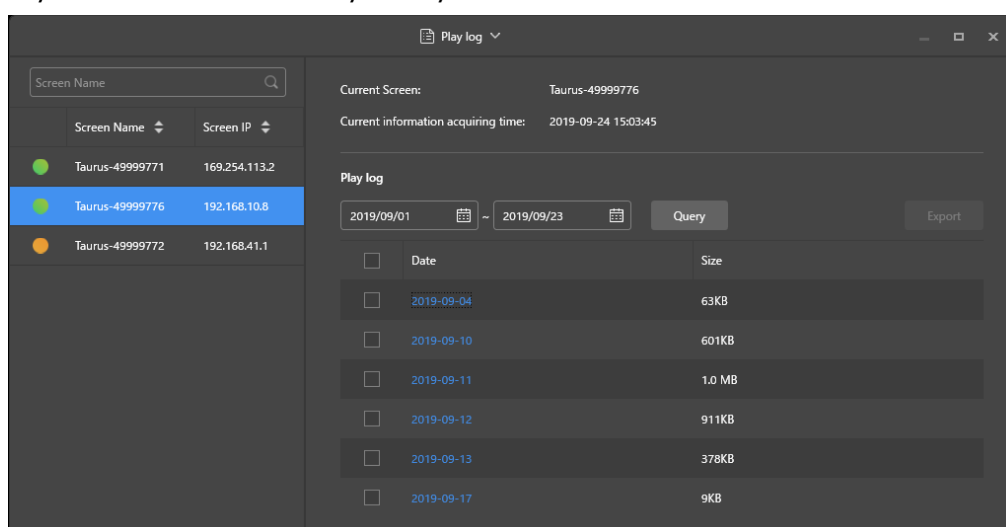 Play log
Screen Name
Screen Name Screen IP
Taurus-49999771 169.254.113.2
Taurus-49999776 192.168.10.8
Taurus-49999772 192.168.41.1
Current Screen: Taurus-49999776
Current information acquiring time: 2019-09-24 15:03:45
Play log
2019/09/01 ~ 2019/09/23 Query Export
Date Size
2019-09-04 63KB
2019-09-10 601KB
2019-09-11 1.0 MB
2019-09-12 911KB
2019-09-13 378KB
2019-09-17 9KB